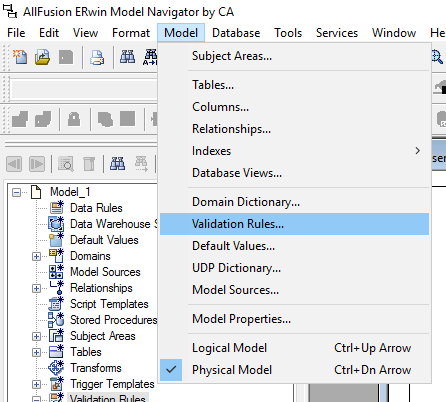 AllFusion ERwin Model Navigator by CA
File Edit View Format Model Database Tools Services Window
Subject Areas...
Tables...
Columns...
Relationships...
Indexes
Database Views...
Domain Dictionary...
Validation Rules...
Default Values...
UDP Dictionary...
Model Sources...
Model Properties...
Logical Model Ctrl+Up Arrow
Physical Model Ctrl+Dn Arrow
Model_1
Data Rules
Data Warehouse S
Default Values
Domains
Model Sources
Relationships
Script Templates
Stored Procedures
Subject Areas
Tables
Transforms
Trigger Templates
Validation Rules